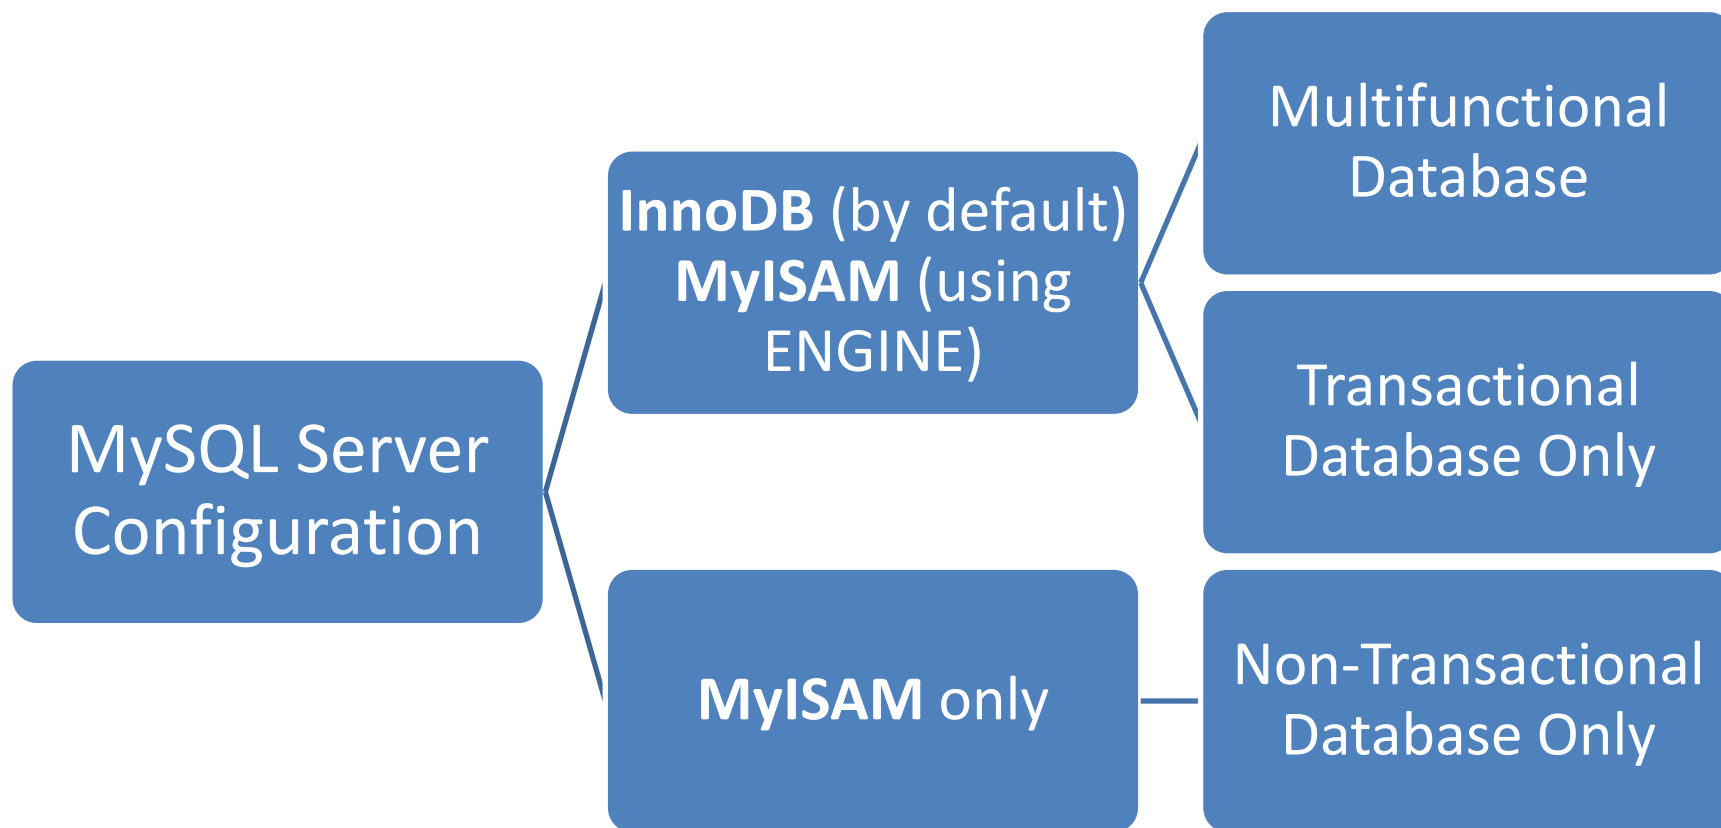 MySQL Server
Configuration
InnoDB (by default)
MyISAM (using
ENGINE)
Multifunctional
Database
Transactional
Database Only
MyISAM only
Non-Transactional
Database Only